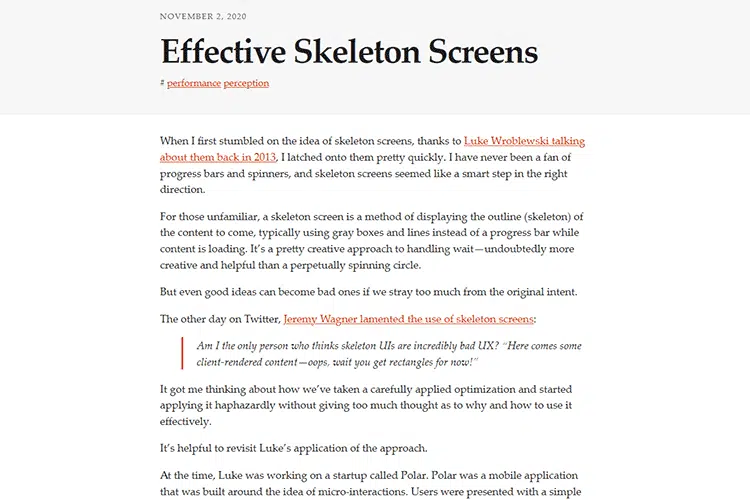 NOVEMBER 2, 2020
Effective Skeleton Screens
# performance perception
When I first stumbled on the idea of skeleton screens, thanks to Luke Wroblewski talking
about them back in 2013, I latched onto them pretty quickly. I have never been a fan of
progress bars and spinners, and skeleton screens seemed like a smart step in the right
direction.
For those unfamiliar, a skeleton screen is a method of displaying the outline (skeleton) of
the content to come, typically using gray boxes and lines instead of a progress bar while
content is loading. It’s a pretty creative approach to handling wait—undoubtedly more
creative and helpful than a perpetually spinning circle.
But even good ideas can become bad ones if we stray too much from the original intent.
The other day on Twitter, Jeremy Wagner lamented the use of skeleton screens:
Am I the only person who thinks skeleton UIs are incredibly bad UX? “Here comes some
client-rendered content—oops, wait you get rectangles for now!”
It got me thinking about how we’ve taken a carefully applied optimization and started
applying it haphazardly without giving too much thought as to why and how to use it
effectively.
It’s helpful to revisit Luke’s application of the approach.
At the time, Luke was working on a startup called Polar. Polar was a mobile application
that was built around the idea of micro-interactions. Users were presented with a simple